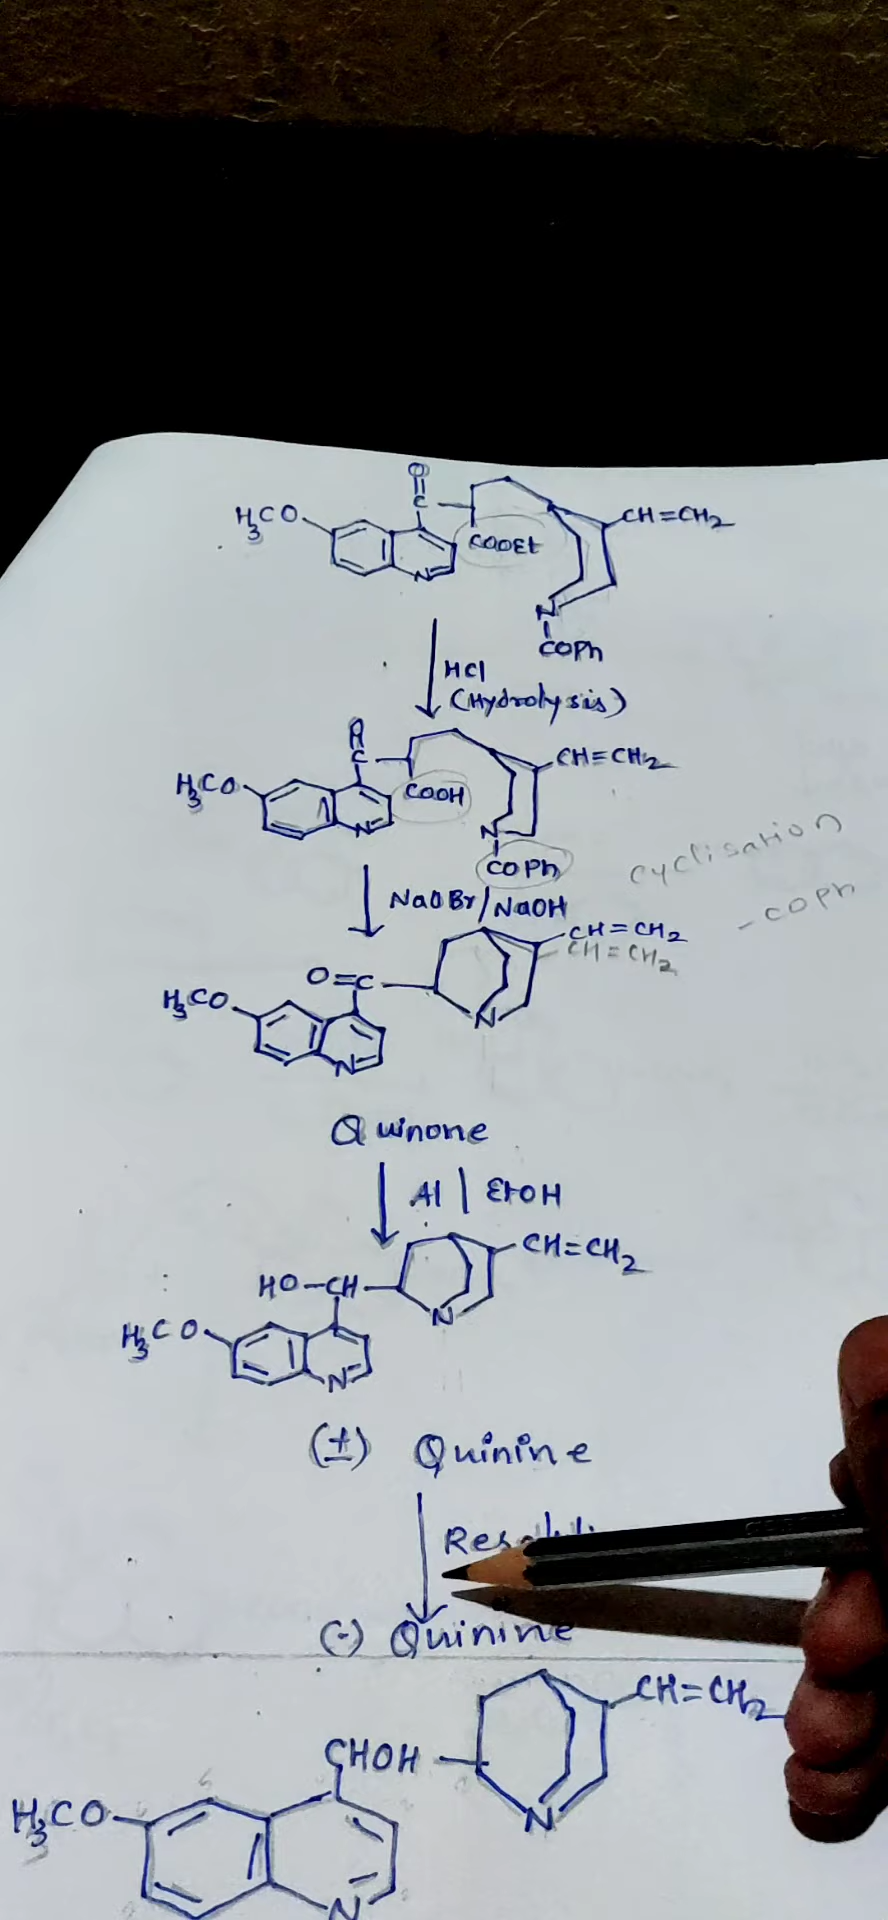 O
C
H3CO
COOEt
CH=CH2
N
N
COPh
HCl
(Hydrolysis)
C
CH=CH2
H3CO
COOH
N
N
COPh
cyclisation
NaOBr/NaOH
-COPh
CH=CH2
CH=CH2
O=C
H3CO
N
N
Quinone
Al | EtOH
CH=CH2
HO-CH
N
H3CO
N
(±) Quinine
(-) Quinine
CH=CH2
CHOH
H3CO
N
N